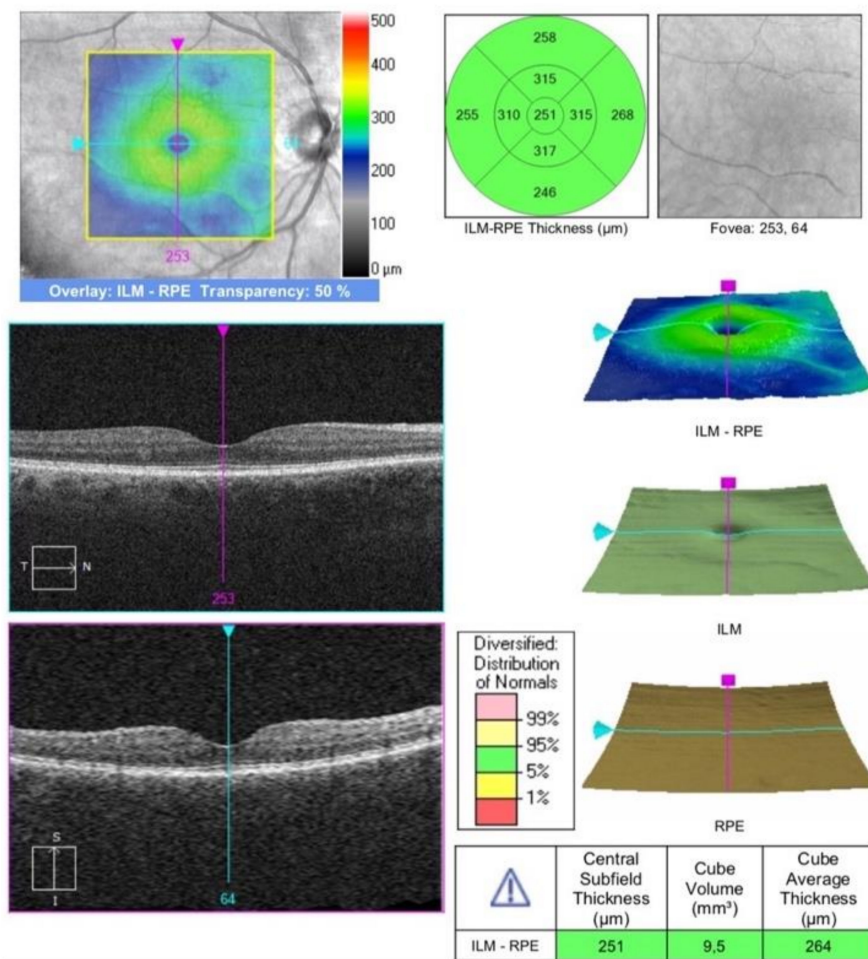 500
400
300
200
100
0 µm
253
Overlay: ILM - RPE Transparency: 50 %
258
315
255
310
251
315
268
317
246
ILM-RPE Thickness (µm)
Fovea: 253, 64
ILM - RPE
T
N
253
ILM
S
I
64
Diversified:
Distribution
of Normals
99%
95%
5%
1%
RPE
Central
Subfield
Thickness
(µm)
Cube
Volume
(mm³)
Cube
Average
Thickness
(µm)
ILM - RPE
251
9,5
264